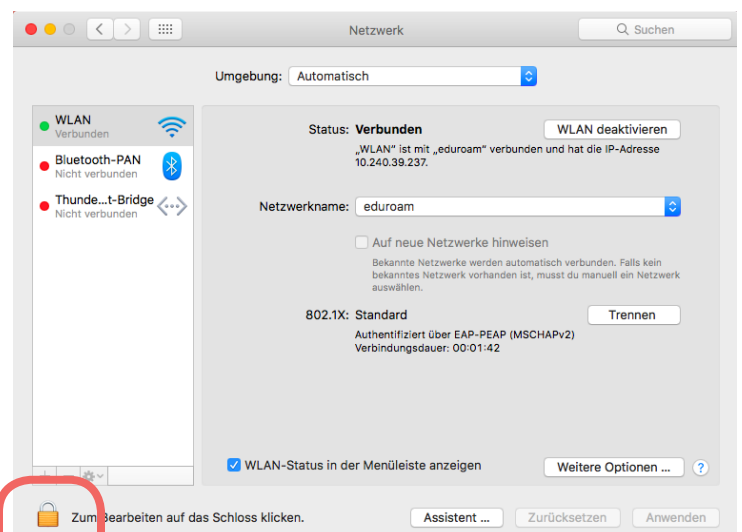 Netzwerk
Suchen
Umgebung: Automatisch
WLAN
Verbunden
Bluetooth-PAN
Nicht verbunden
Thunde...t-Bridge
Nicht verbunden
Status: Verbunden WLAN deaktivieren
„WLAN“ ist mit „eduroam“ verbunden und hat die IP-Adresse
10.240.39.237.
Netzwerkname: eduroam
Auf neue Netzwerke hinweisen
Bekannte Netzwerke werden automatisch verbunden. Falls kein
bekanntes Netzwerk vorhanden ist, musst du manuell ein Netzwerk
auswählen.
802.1X: Standard Trennen
Authentifiziert über EAP-PEAP (MSCHAPv2)
Verbindungsdauer: 00:01:42
WLAN-Status in der Menüleiste anzeigen Weitere Optionen ... ?
Zum Bearbeiten auf das Schloss klicken. Assistent ... Zurücksetzen Anwenden